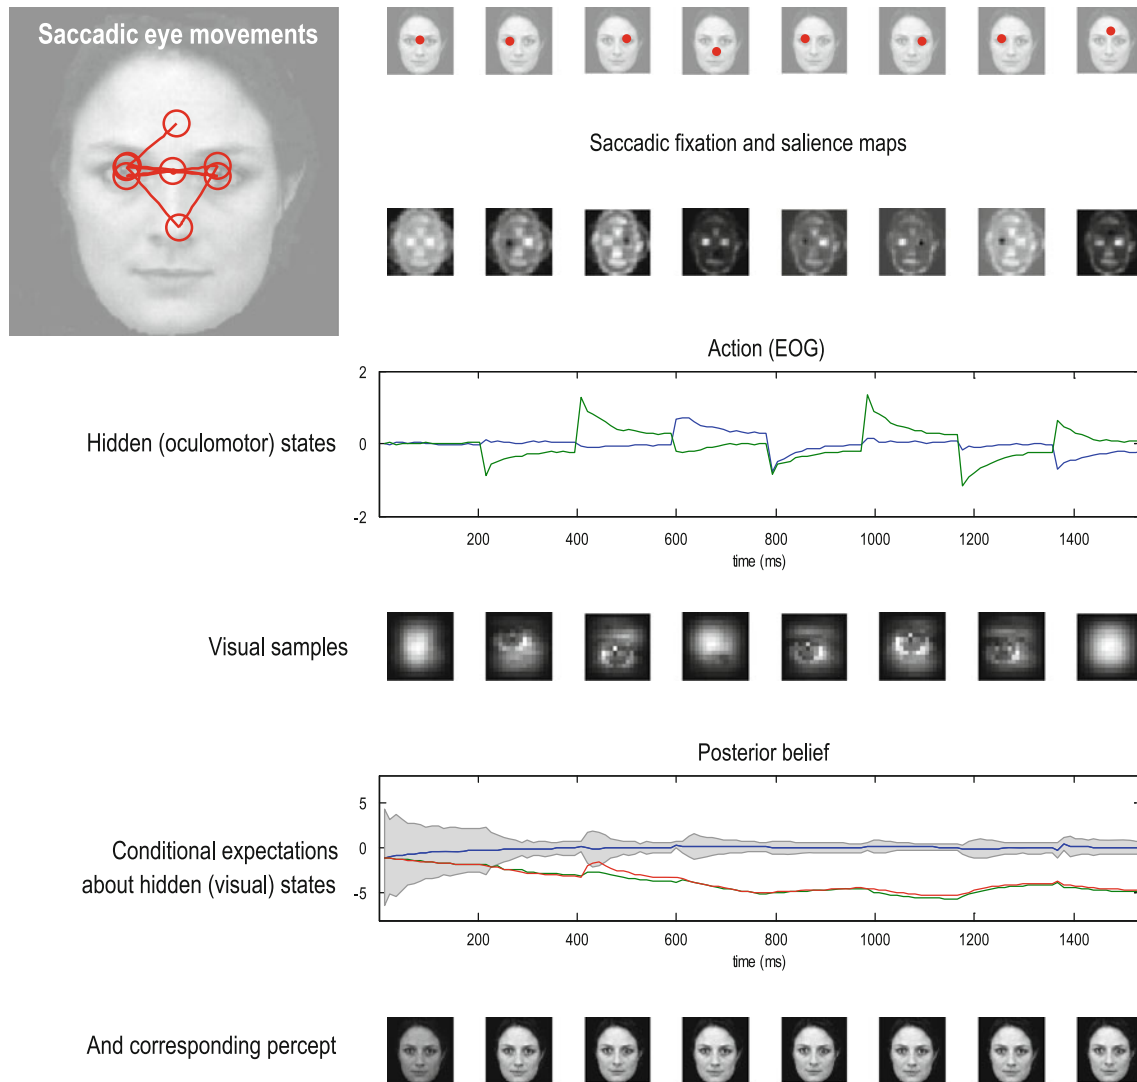 Saccadic eye movements
Saccadic fixation and salience maps
Action (EOG)
Hidden (oculomotor) states
2
0
-2
200 400 600 800 1000 1200 1400
time (ms)
Visual samples
Posterior belief
Conditional expectations
about hidden (visual) states
5
0
-5
200 400 600 800 1000 1200 1400
time (ms)
And corresponding percept